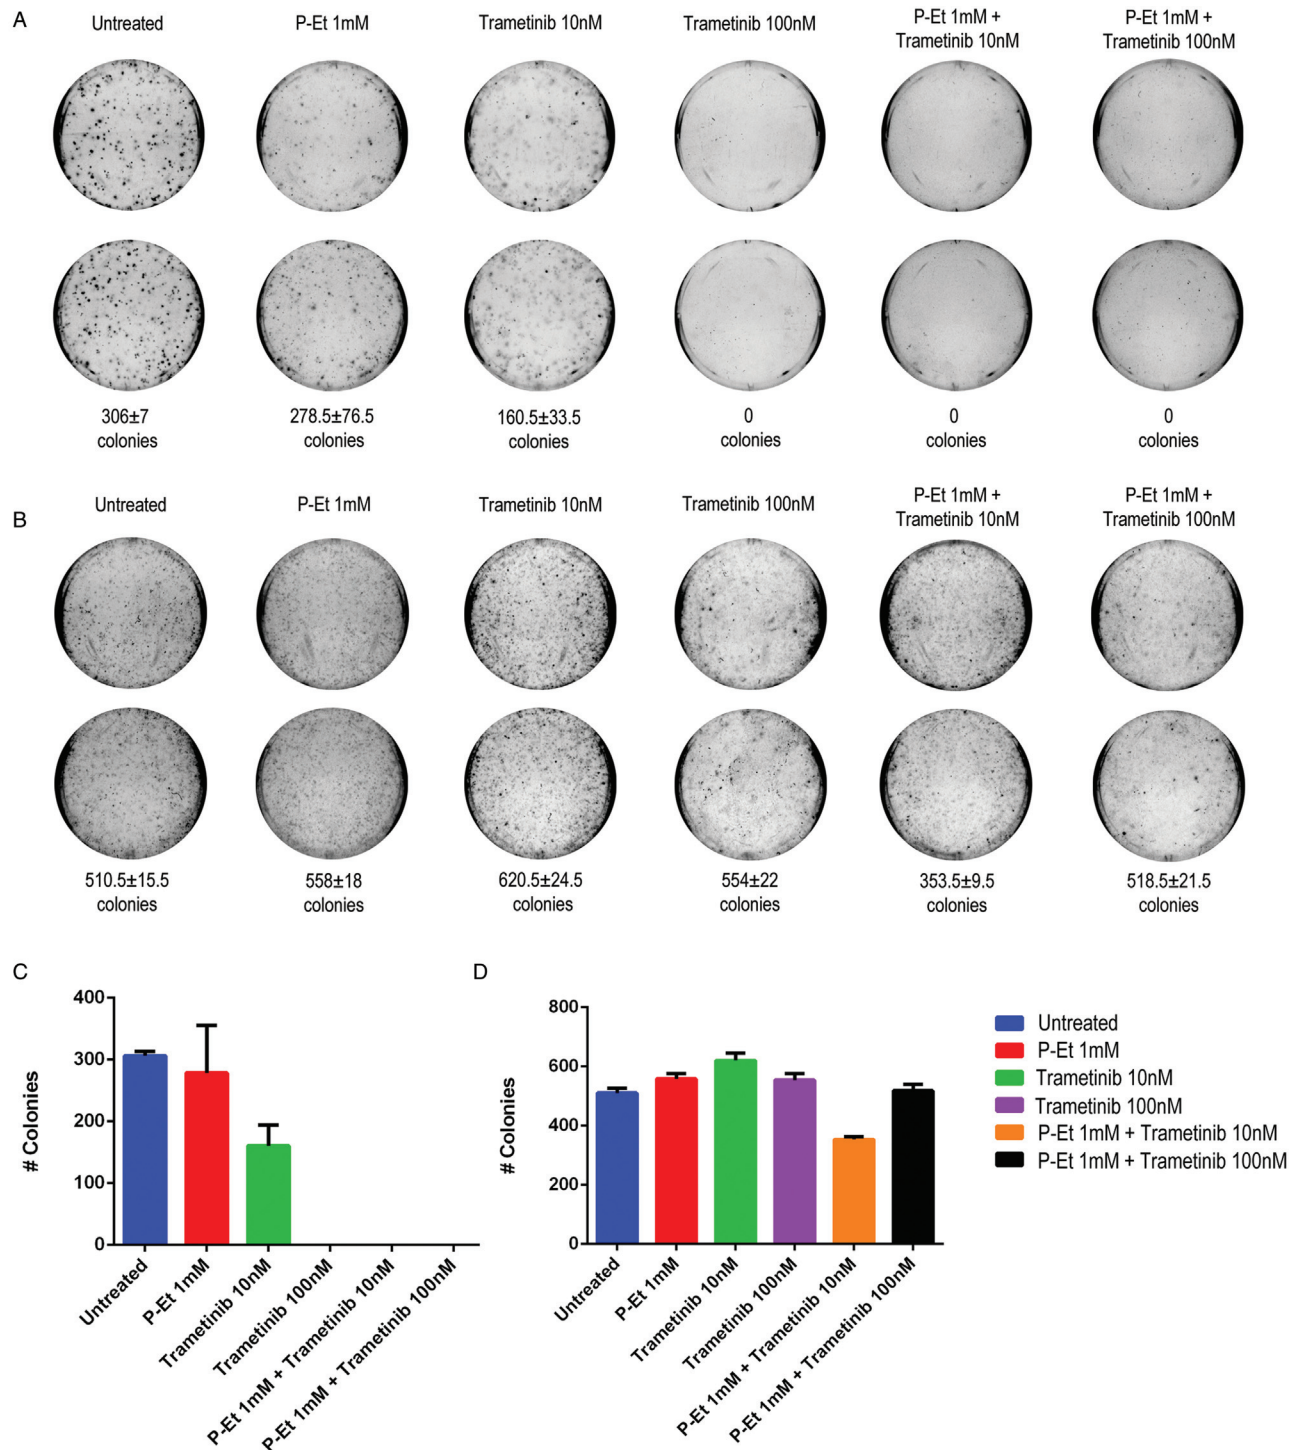 A
Untreated
P-Et 1mM
Trametinib 10nM
Trametinib 100nM
P-Et 1mM +
Trametinib 10nM
P-Et 1mM +
Trametinib 100nM
306±7
colonies
278.5±76.5
colonies
160.5±33.5
colonies
0
colonies
0
colonies
0
colonies
B
Untreated
P-Et 1mM
Trametinib 10nM
Trametinib 100nM
P-Et 1mM +
Trametinib 10nM
P-Et 1mM +
Trametinib 100nM
510.5±15.5
colonies
558±18
colonies
620.5±24.5
colonies
554±22
colonies
353.5±9.5
colonies
518.5±21.5
colonies
C
# Colonies
400
300
200
100
0
Untreated
P-Et 1mM
Trametinib 10nM
Trametinib 100nM
P-Et 1mM + Trametinib 10nM
P-Et 1mM + Trametinib 100nM
D
# Colonies
800
600
400
200
0
Untreated
P-Et 1mM
Trametinib 10nM
Trametinib 100nM
P-Et 1mM + Trametinib 10nM
P-Et 1mM + Trametinib 100nM
Untreated
P-Et 1mM
Trametinib 10nM
Trametinib 100nM
P-Et 1mM + Trametinib 10nM
P-Et 1mM + Trametinib 100nM